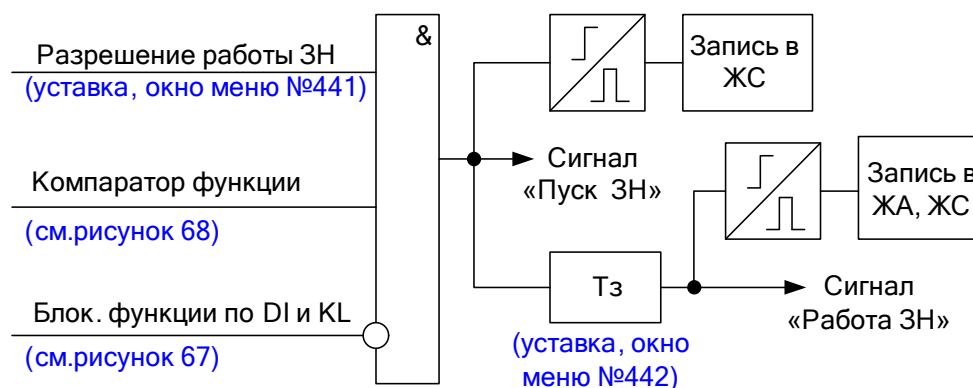 &
Разрешение работы ЗН
(уставка, окно меню №441)
Компаратор функции
(см.рисунок 68)
Блок. функции по DI и KL
(см.рисунок 67)
Запись в
ЖС
Сигнал
«Пуск ЗН»
Запись в
ЖА, ЖС
Тз
(уставка, окно
меню №442)
Сигнал
«Работа ЗН»